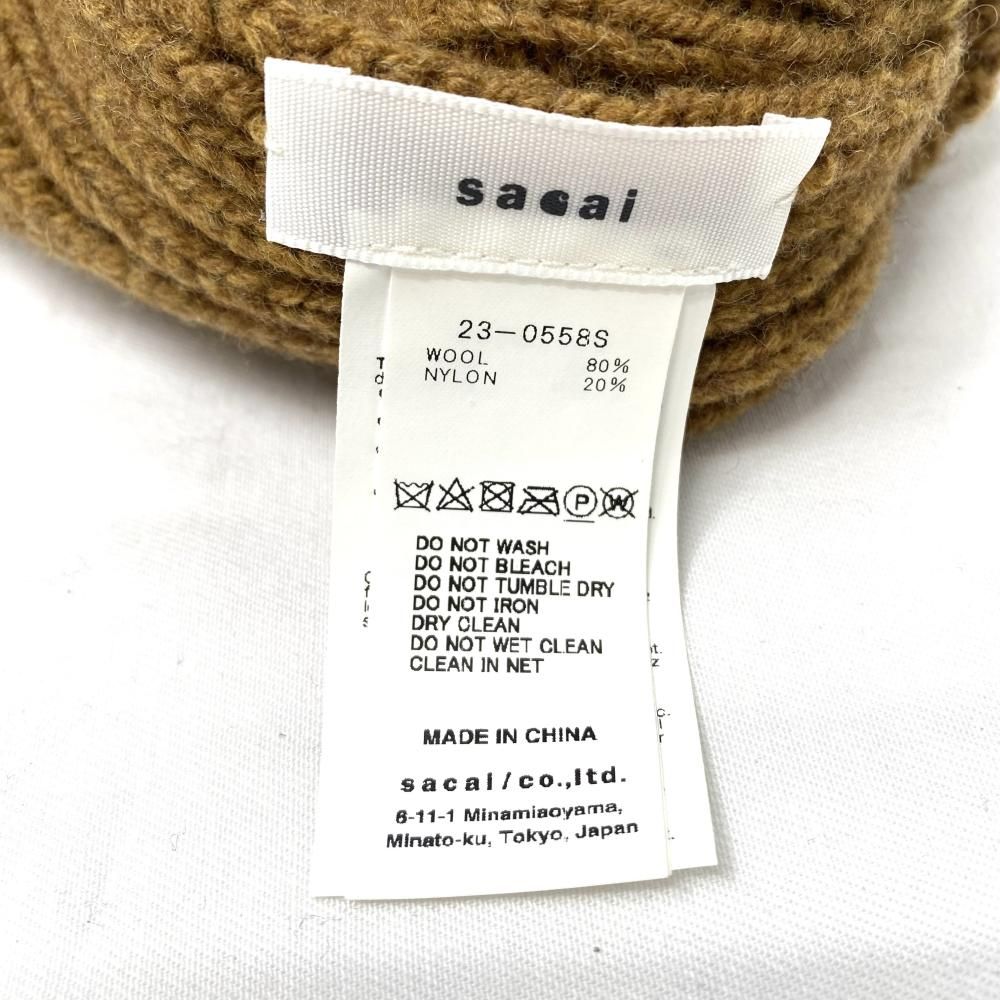 sacai
23-0558S
WOOL 80%
NYLON 20%
P W
DO NOT WASH
DO NOT BLEACH
DO NOT TUMBLE DRY
DO NOT IRON
DRY CLEAN
DO NOT WET CLEAN
CLEAN IN NET
MADE IN CHINA
sacai/co.,ltd.
6-11-1 Minamiaoyama,
Minato-ku, Tokyo, Japan